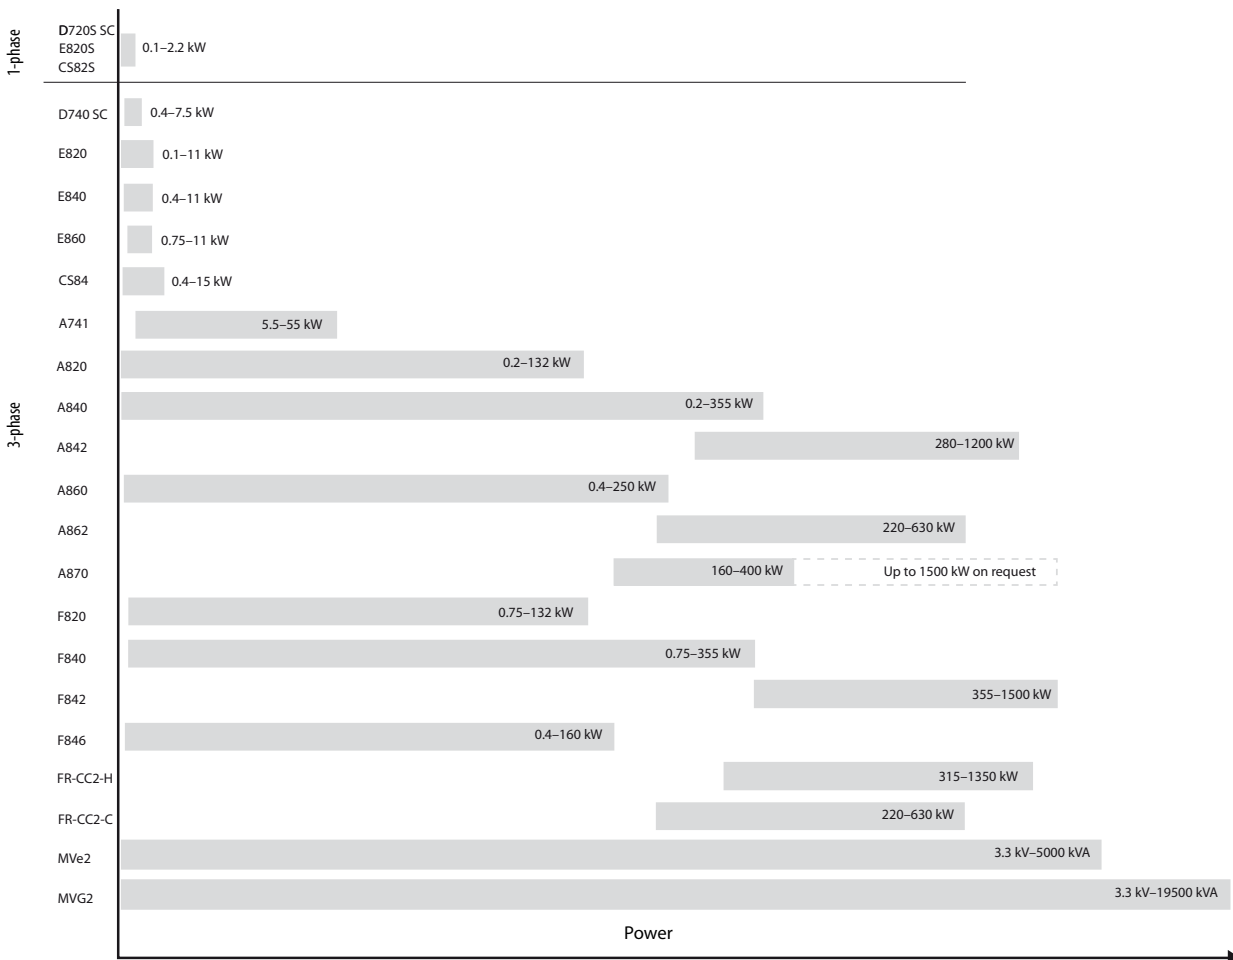 1-phase
D720S SC
E820S
CS82S
0.1–2.2 kW
3-phase
D740 SC
0.4–7.5 kW
E820
0.1–11 kW
E840
0.4–11 kW
E860
0.75–11 kW
CS84
0.4–15 kW
A741
5.5–55 kW
A820
0.2–132 kW
A840
0.2–355 kW
A842
280–1200 kW
A860
0.4–250 kW
A862
220–630 kW
A870
160–400 kW
Up to 1500 kW on request
F820
0.75–132 kW
F840
0.75–355 kW
F842
355–1500 kW
F846
0.4–160 kW
FR-CC2-H
315–1350 kW
FR-CC2-C
220–630 kW
MVe2
3.3 kV–5000 kVA
MVG2
3.3 kV–19500 kVA
Power